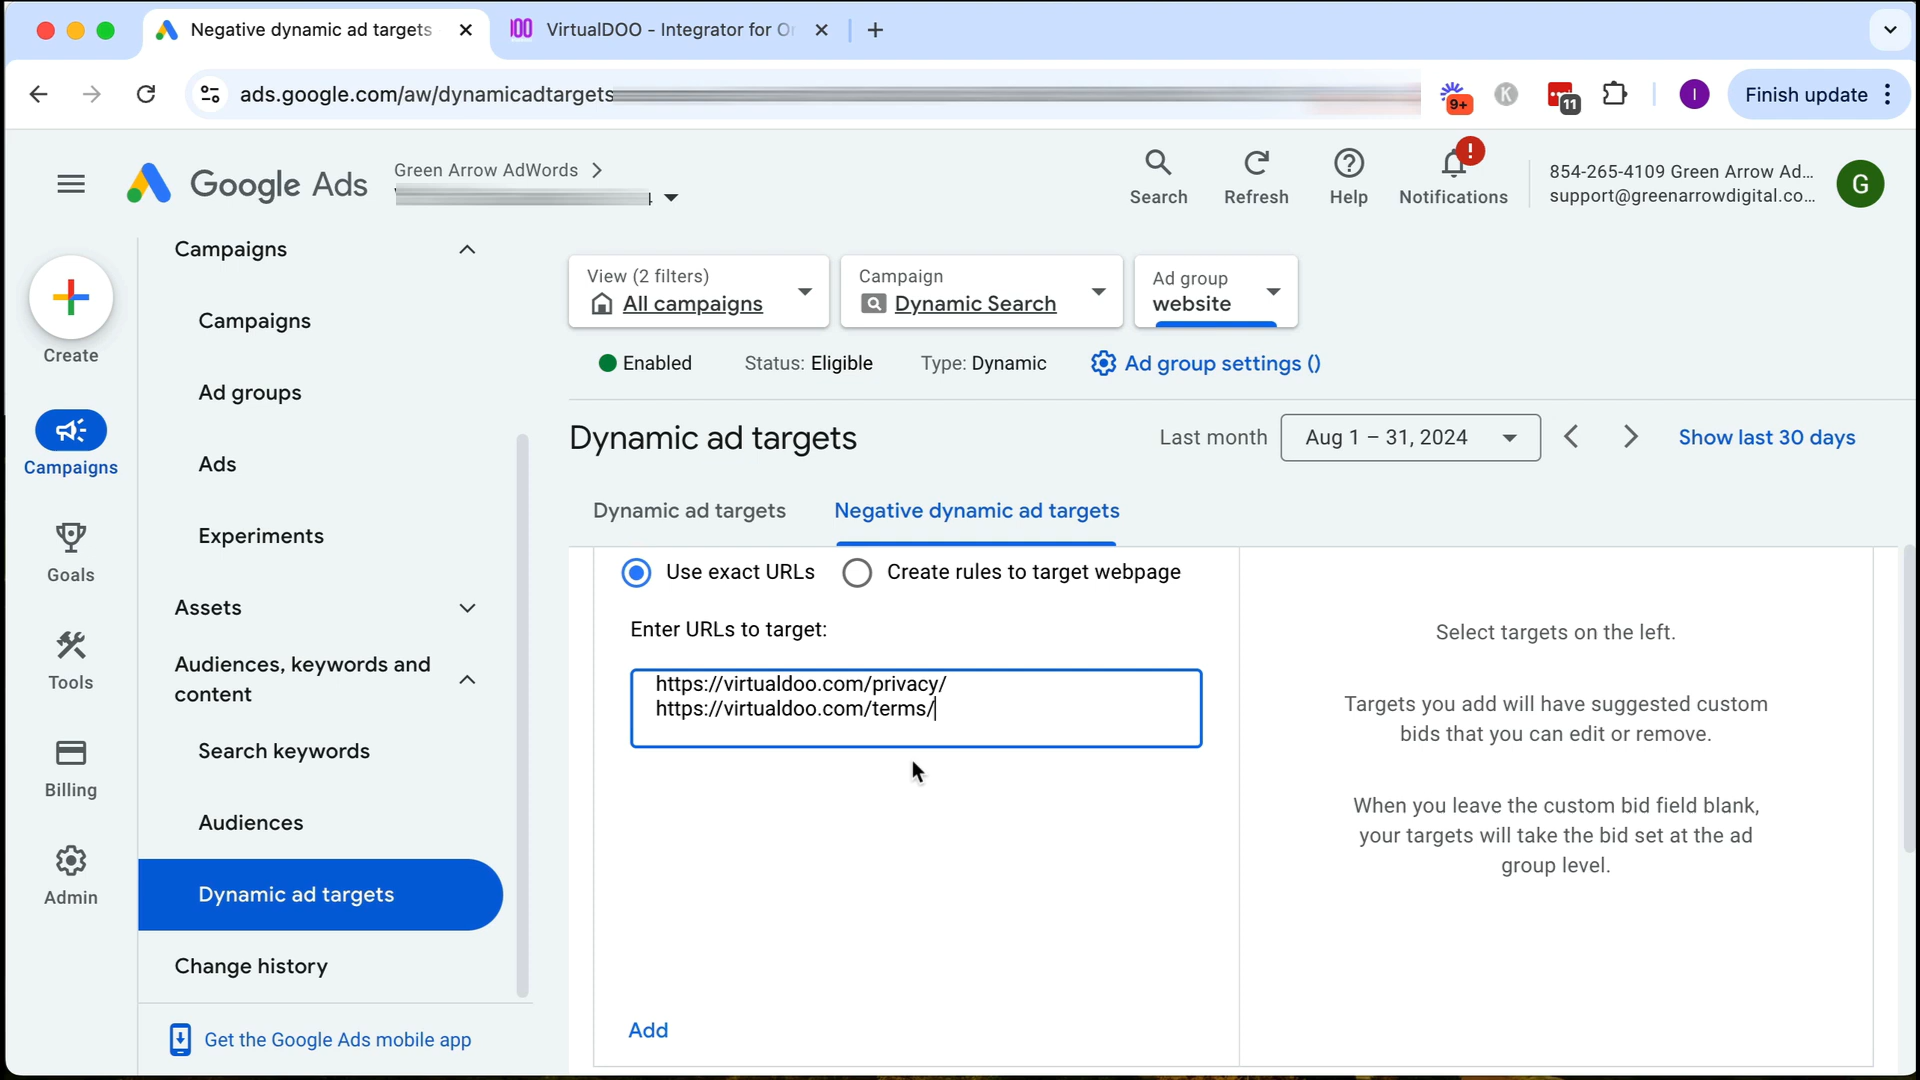 Negative dynamic ad targets
VirtualDOO - Integrator for Or
ads.google.com/aw/dynamicadtargets
9+
K
11
I
Finish update
Google Ads
Green Arrow AdWords
Search
Refresh
Help
!
Notifications
854-265-4109 Green Arrow Ad...
support@greenarrowdigital.co...
G
Create
Campaigns
Goals
Tools
Billing
Admin
Campaigns
Campaigns
Ad groups
Ads
Experiments
Assets
Audiences, keywords and
content
Search keywords
Audiences
Dynamic ad targets
Change history
Get the Google Ads mobile app
View (2 filters)
All campaigns
Campaign
Dynamic Search
Ad group
website
Enabled
Status: Eligible
Type: Dynamic
Ad group settings ()
Dynamic ad targets
Last month
Aug 1 – 31, 2024
Show last 30 days
Dynamic ad targets
Negative dynamic ad targets
Use exact URLs
Create rules to target webpage
Enter URLs to target:
https://virtualdoo.com/privacy/
https://virtualdoo.com/terms/
Add
Select targets on the left.
Targets you add will have suggested custom
bids that you can edit or remove.
When you leave the custom bid field blank,
your targets will take the bid set at the ad
group level.